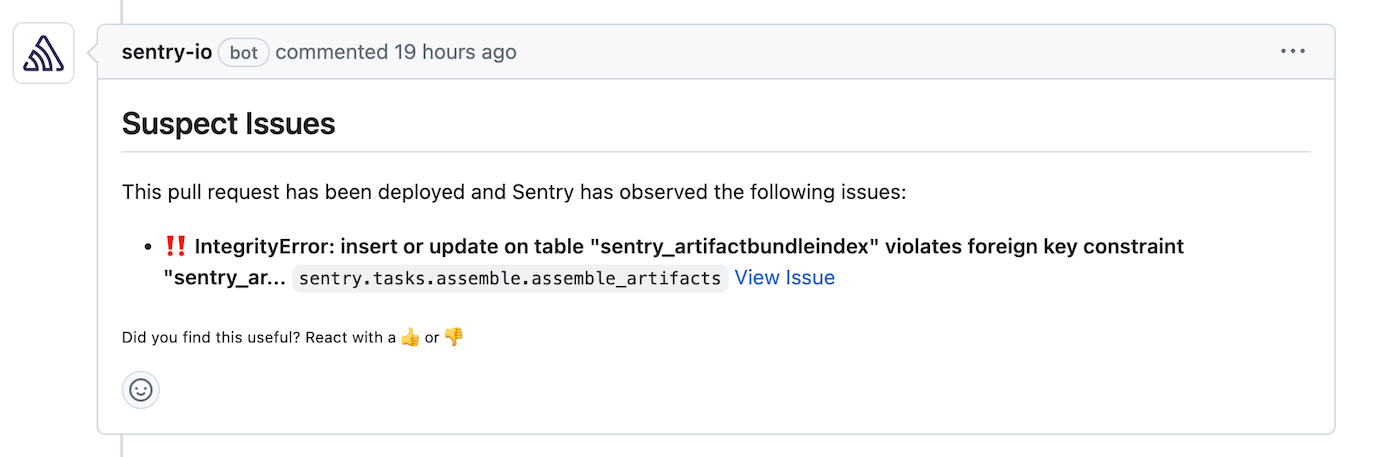 sentry-io bot commented 19 hours ago
Suspect Issues
This pull request has been deployed and Sentry has observed the following issues:
• ‼️ IntegrityError: insert or update on table "sentry_artifactbundleindex" violates foreign key constraint
"sentry_ar... sentry.tasks.assemble.assemble_artifacts View Issue
Did you find this useful? React with a 👍 or 👎